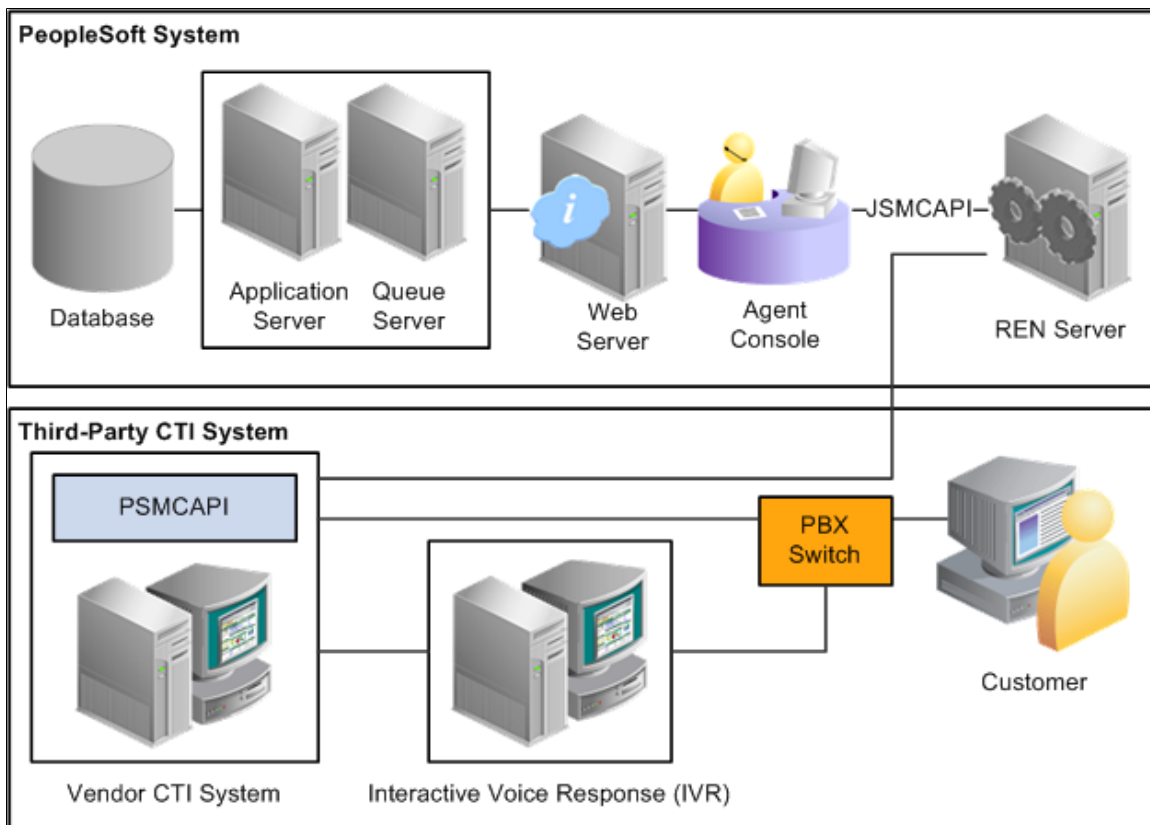 PeopleSoft System
Database
Application
Server
Queue
Server
i
Web
Server
Agent
Console
JSMCAPI
REN Server
Third-Party CTI System
PSMCAPI
Vendor CTI System
Interactive Voice Response (IVR)
PBX
Switch
Customer